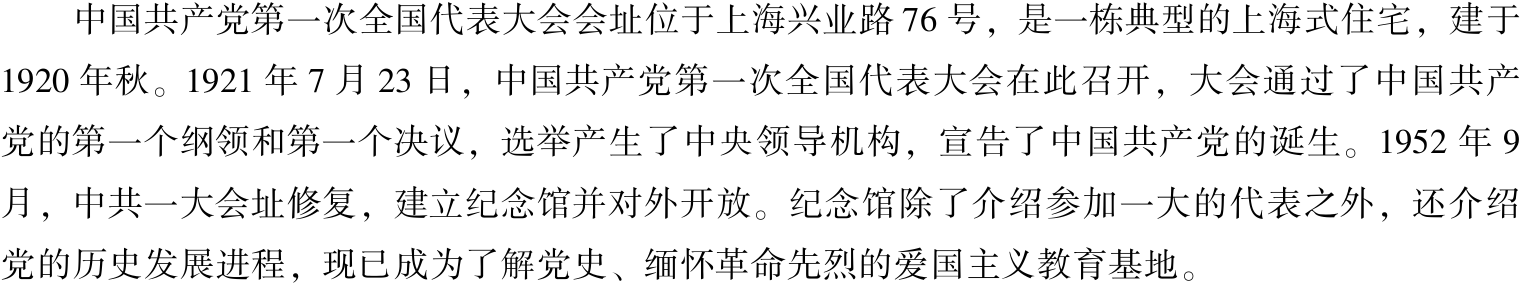 中国共产党第一次全国代表大会会址位于上海兴业路 76 号，是一栋典型的上海式住宅，建于
1920 年秋。1921 年 7 月 23 日，中国共产党第一次全国代表大会在此召开，大会通过了中国共产
党的第一个纲领和第一个决议，选举产生了中央领导机构，宣告了中国共产党的诞生。1952 年 9
月，中共一大会址修复，建立纪念馆并对外开放。纪念馆除了介绍参加一大的代表之外，还介绍
党的历史发展进程，现已成为了解党史、缅怀革命先烈的爱国主义教育基地。